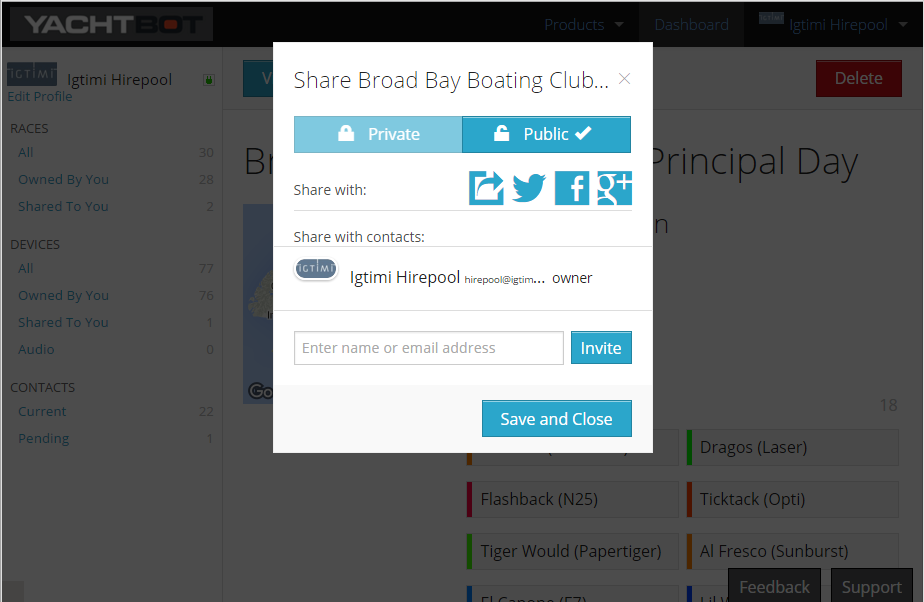 YACHTBOT
Products
Dashboard
Igtimi Hirepool
IGTIMI
Igtimi Hirepool
Edit Profile
RACES
All 30
Owned By You 28
Shared To You 2
DEVICES
All 77
Owned By You 76
Shared To You 1
Audio 0
CONTACTS
Current 22
Pending 1
Delete
Principal Day
Share Broad Bay Boating Club...
Private
Public
Share with:
Share with contacts:
IGTIMI
Igtimi Hirepool hirepool@igtim... owner
Enter name or email address
Invite
Save and Close
18
Dragos (Laser)
Flashback (N25)
Ticktack (Opti)
Tiger Would (Papertiger)
Al Fresco (Sunburst)
Feedback
Support